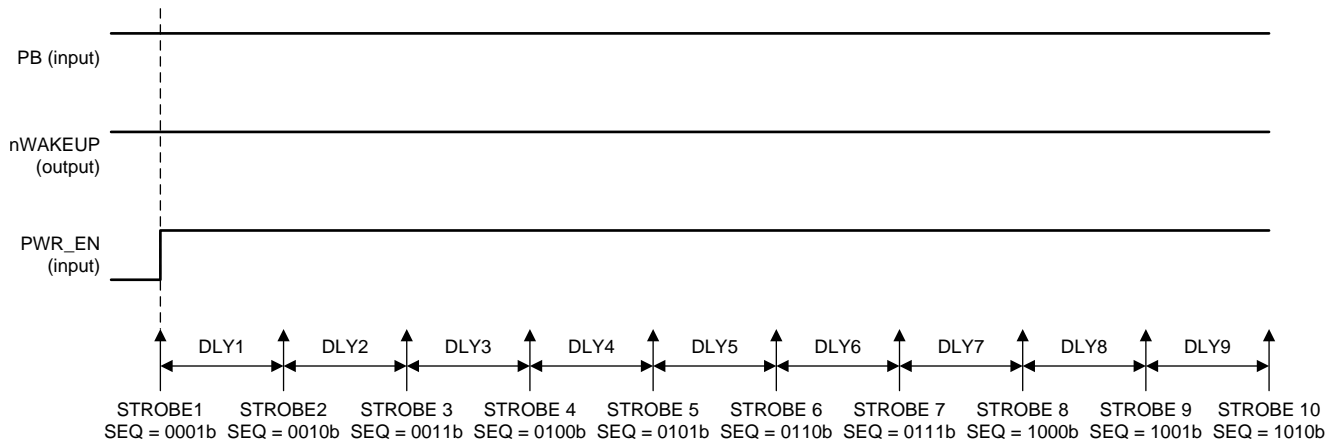 PB (input)
nWAKEUP
(output)
PWR_EN
(input)
DLY1 DLY2 DLY3 DLY4 DLY5 DLY6 DLY7 DLY8 DLY9
STROBE1 STROBE2 STROBE 3 STROBE 4 STROBE 5 STROBE 6 STROBE 7 STROBE 8 STROBE 9 STROBE 10
SEQ = 0001b SEQ = 0010b SEQ = 0011b SEQ = 0100b SEQ = 0101b SEQ = 0110b SEQ = 0111b SEQ = 1000b SEQ = 1001b SEQ = 1010b